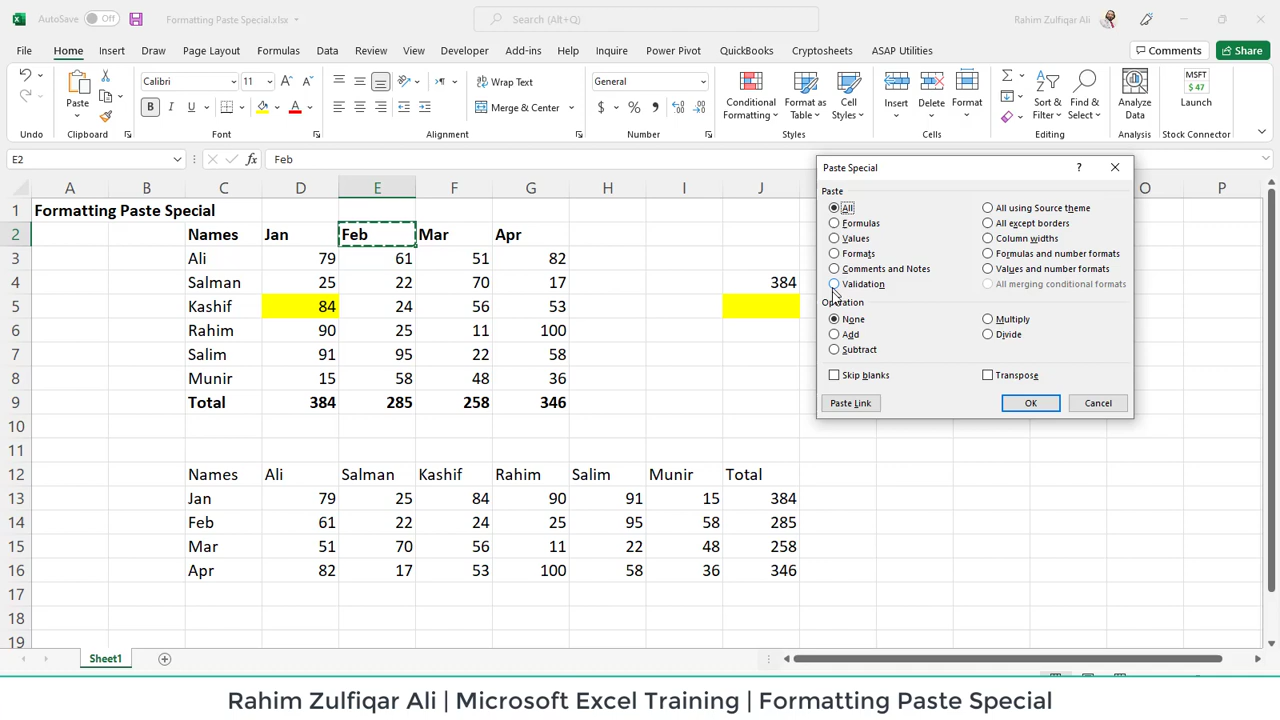 AutoSave Off Formatting Paste Special.xlsx Search (Alt+Q) Rahim Zulfiqar Ali
File Home Insert Draw Page Layout Formulas Data Review View Developer Add-ins Help Inquire Power Pivot QuickBooks Cryptosheets ASAP Utilities Comments Share
Paste
Calibri 11
B I U
A A
Wrap Text
Merge & Center
General
$ % 9
Conditional Formatting
Format as Table
Cell Styles
Insert Delete Format
Sort & Filter
Find & Select
Analyze Data
MSFT
$ 47
Launch
Undo Clipboard Font Alignment Number Styles Cells Editing Analysis Stock Connector
E2 fx Feb
A B C D E F G H I J O P
1 Formatting Paste Special
2 Names Jan Feb Mar Apr
3 Ali 79 61 51 82
4 Salman 25 22 70 17 384
5 Kashif 84 24 56 53
6 Rahim 90 25 11 100
7 Salim 91 95 22 58
8 Munir 15 58 48 36
9 Total 384 285 258 346
10
11
12 Names Ali Salman Kashif Rahim Salim Munir Total
13 Jan 79 25 84 90 91 15 384
14 Feb 61 22 24 25 95 58 285
15 Mar 51 70 56 11 22 48 258
16 Apr 82 17 53 100 58 36 346
17
18
19
Paste Special ?
Paste
All All using Source theme
Formulas All except borders
Values Column widths
Formats Formulas and number formats
Comments and Notes Values and number formats
Validation All merging conditional formats
Operation
None Multiply
Add Divide
Subtract
Skip blanks Transpose
Paste Link OK Cancel
Sheet1
Rahim Zulfiqar Ali | Microsoft Excel Training | Formatting Paste Special